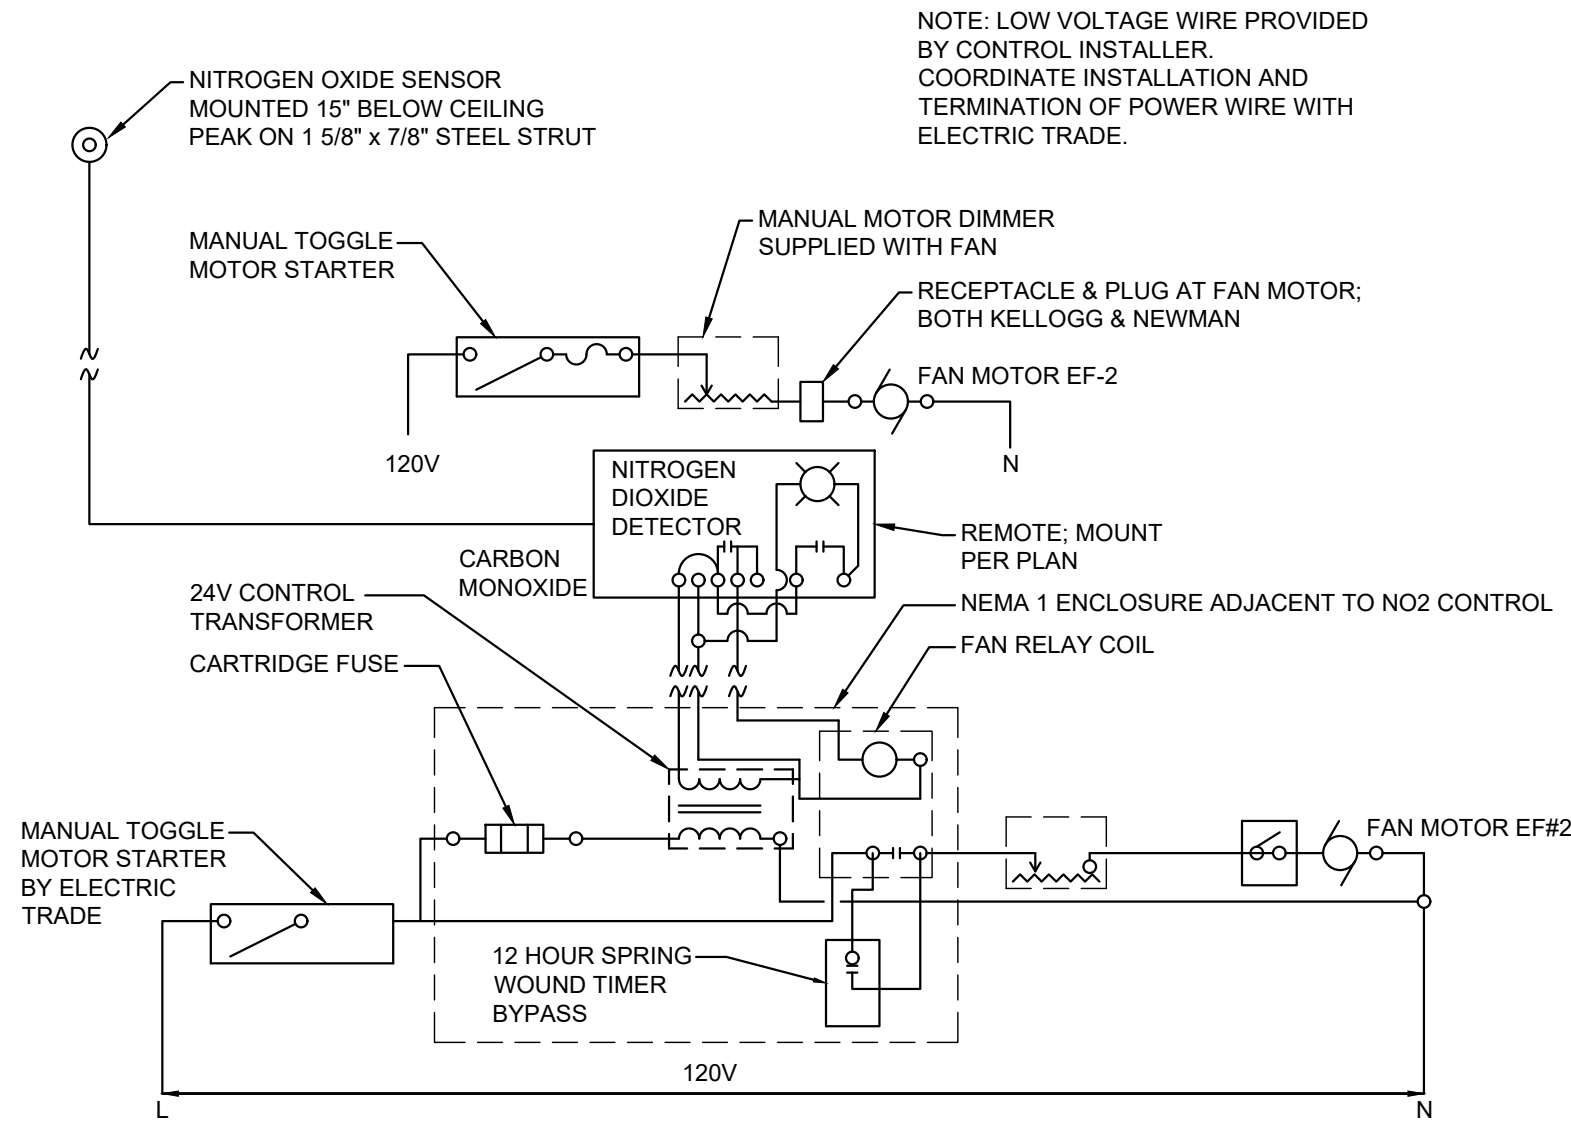 NOTE: LOW VOLTAGE WIRE PROVIDED
BY CONTROL INSTALLER.
COORDINATE INSTALLATION AND
TERMINATION OF POWER WIRE WITH
ELECTRIC TRADE.
NITROGEN OXIDE SENSOR
MOUNTED 15" BELOW CEILING
PEAK ON 1 5/8" x 7/8" STEEL STRUT
MANUAL MOTOR DIMMER
SUPPLIED WITH FAN
MANUAL TOGGLE
MOTOR STARTER
RECEPTACLE & PLUG AT FAN MOTOR;
BOTH KELLOGG & NEWMAN
FAN MOTOR EF-2
120V
N
NITROGEN
DIOXIDE
DETECTOR
REMOTE; MOUNT
PER PLAN
CARBON
MONOXIDE
24V CONTROL
TRANSFORMER
NEMA 1 ENCLOSURE ADJACENT TO NO2 CONTROL
FAN RELAY COIL
CARTRIDGE FUSE
MANUAL TOGGLE
MOTOR STARTER
BY ELECTRIC
TRADE
FAN MOTOR EF#2
12 HOUR SPRING
WOUND TIMER
BYPASS
120V
L
N